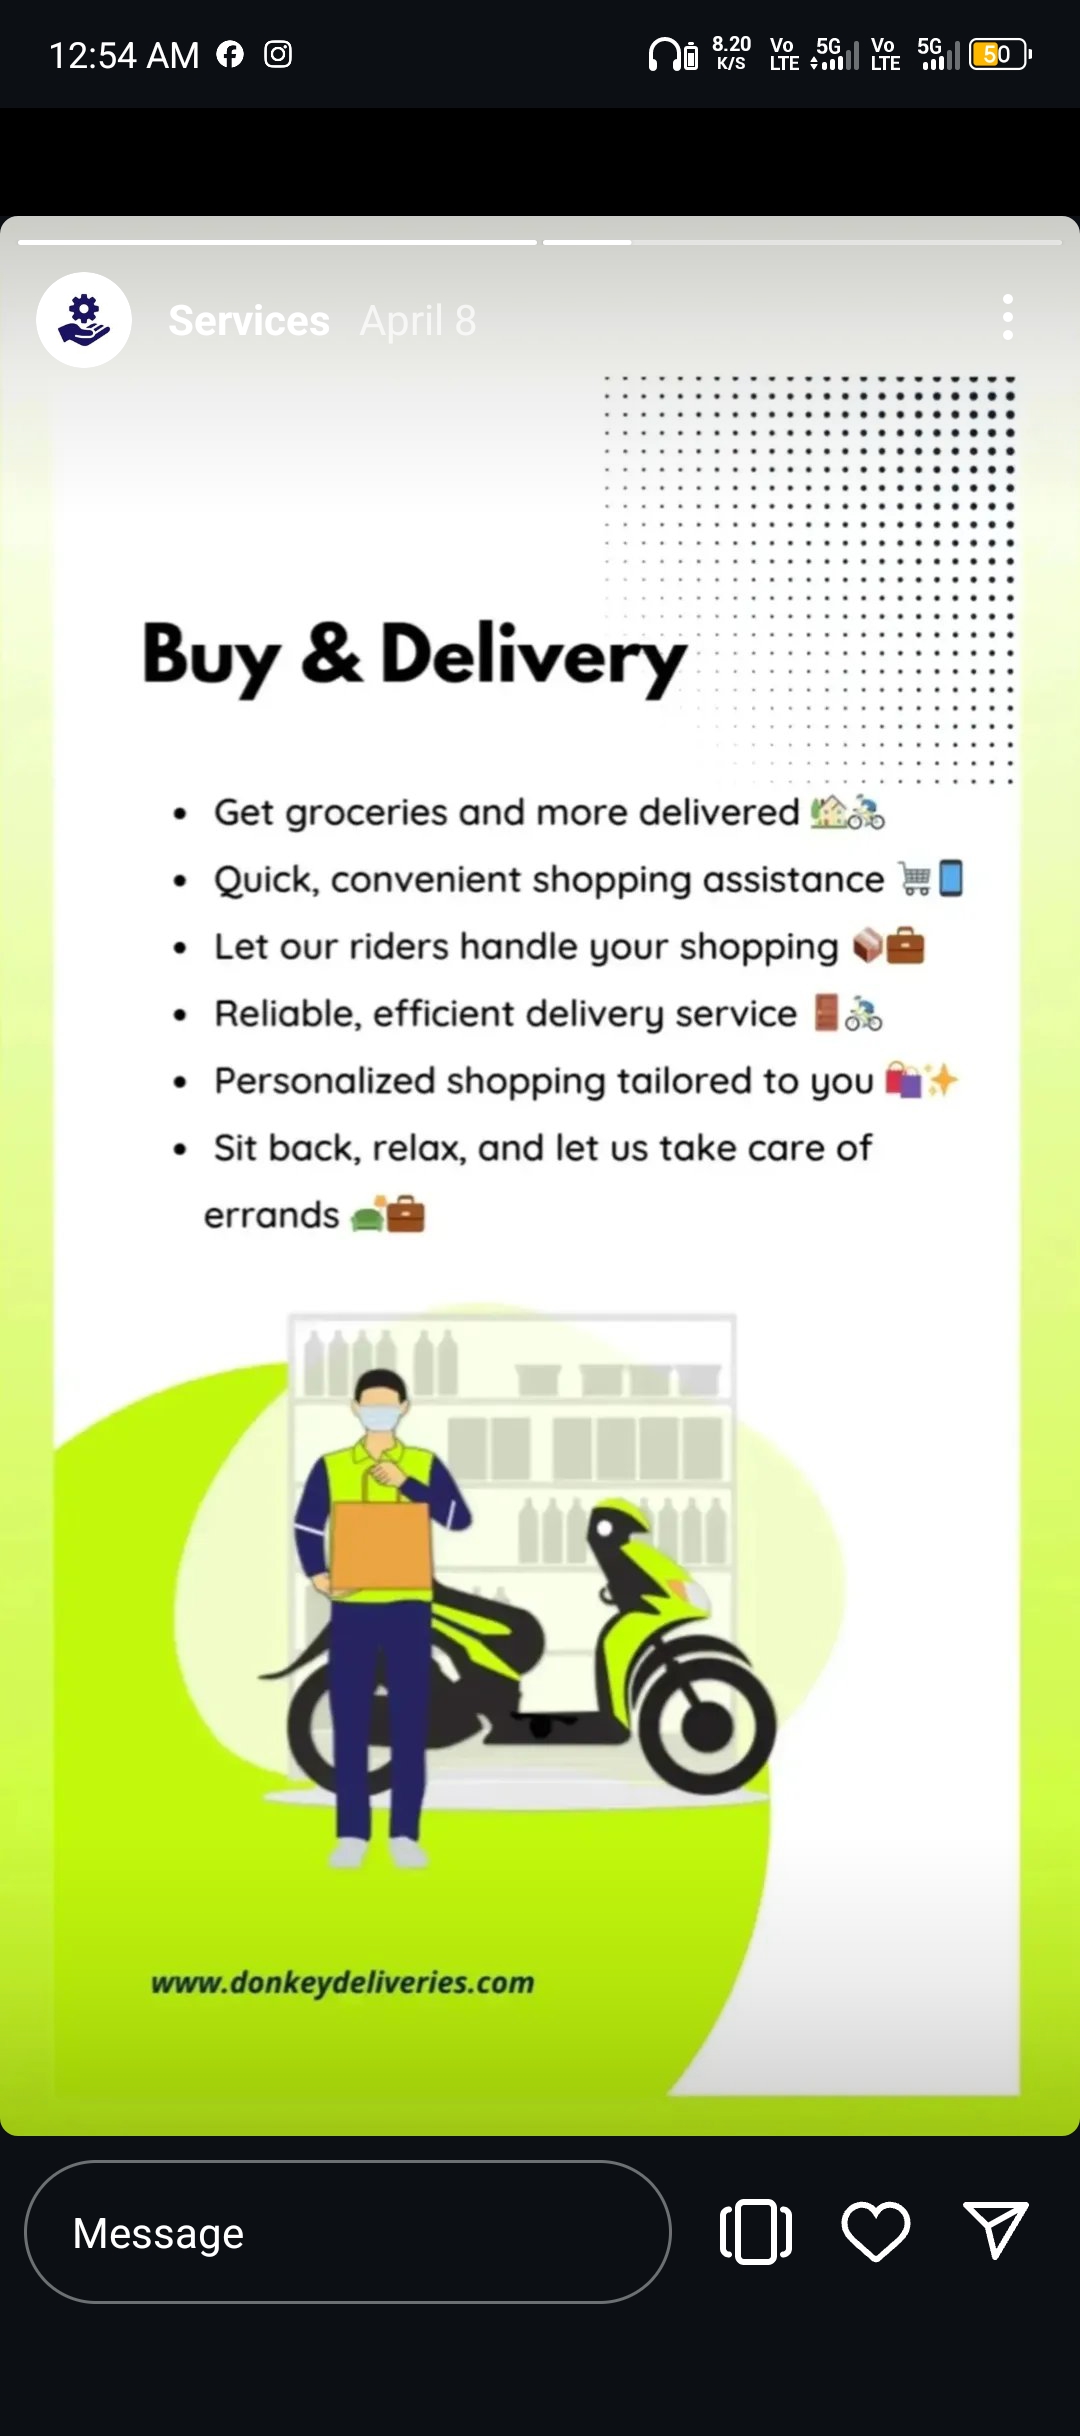 12:54 AM
8.20 K/S Vo LTE 5G Vo LTE 5G 50
Services April 8
Buy & Delivery
• Get groceries and more delivered 🏡🚴
• Quick, convenient shopping assistance 🛒📱
• Let our riders handle your shopping 📦💼
• Reliable, efficient delivery service 🚪🚴
• Personalized shopping tailored to you 🛍️✨
• Sit back, relax, and let us take care of
errands 🛋️💼
www.donkeydeliveries.com
Message